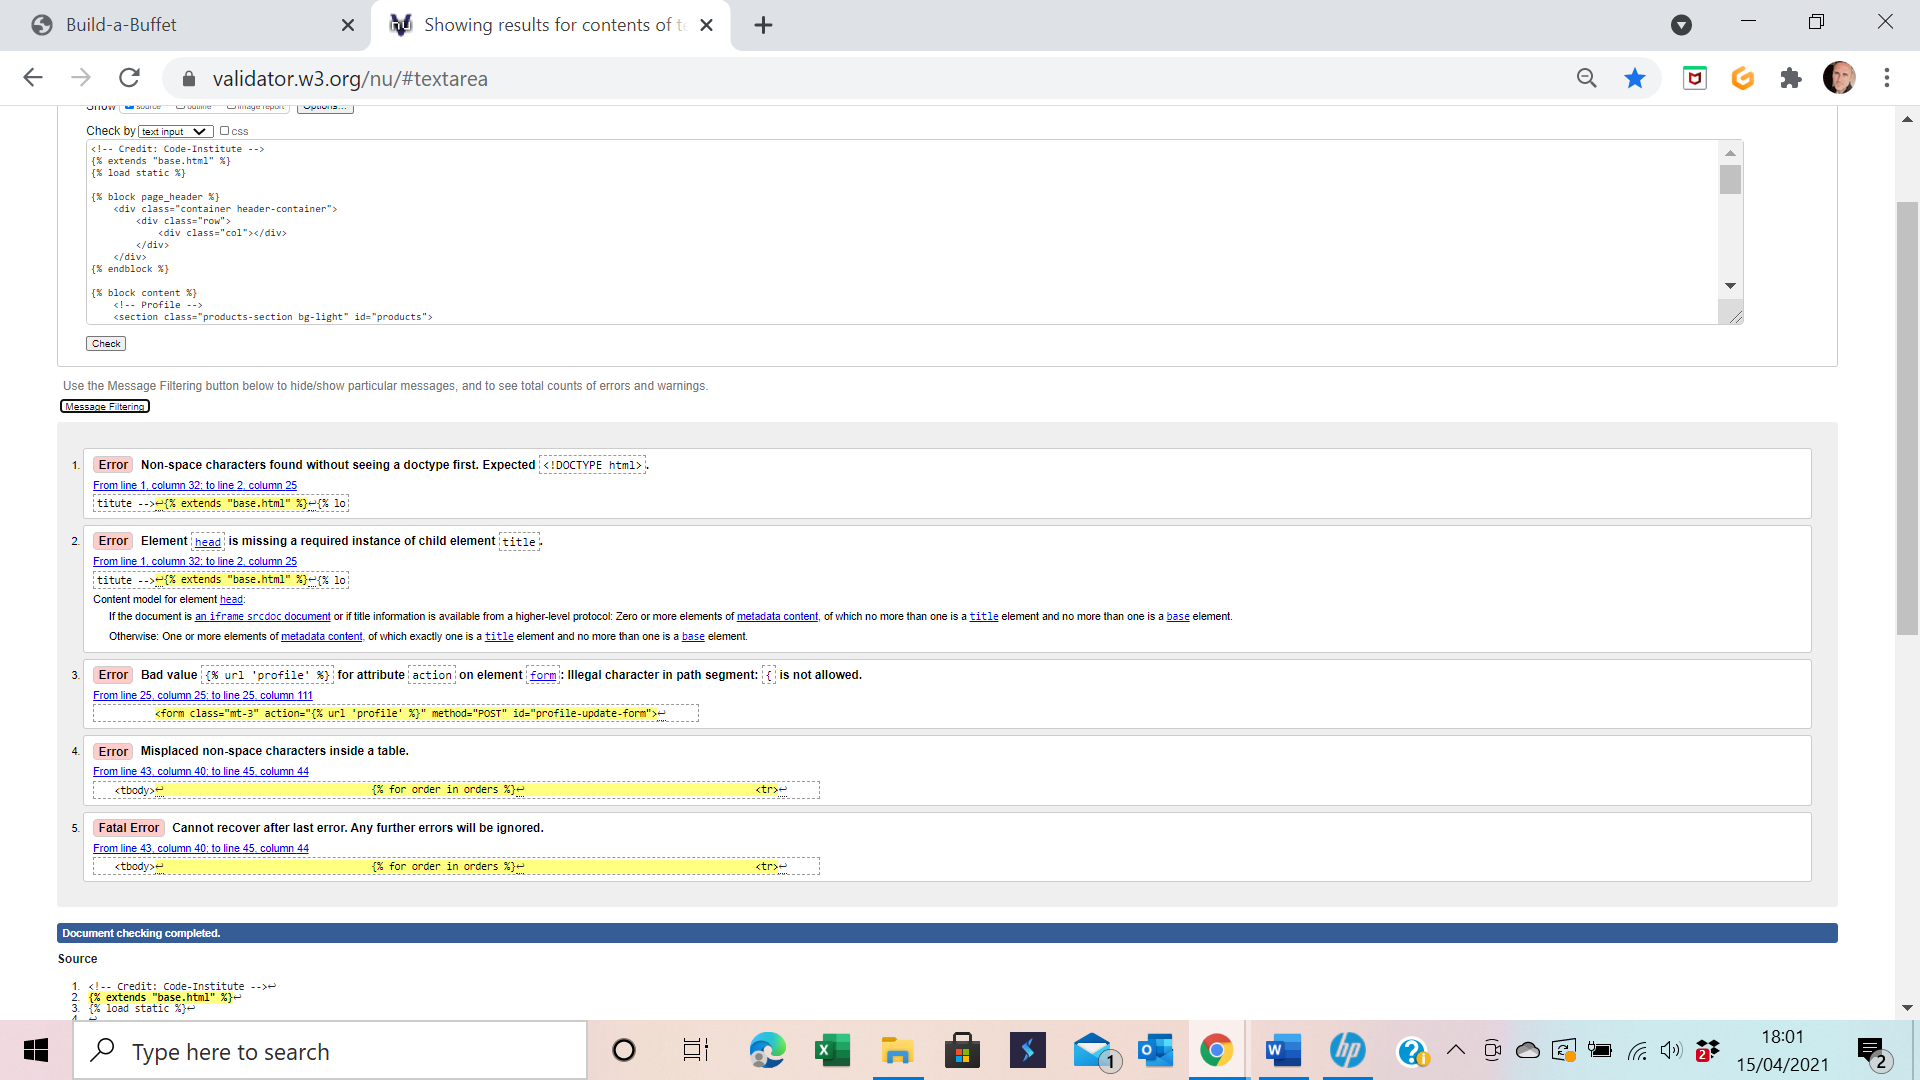 Build-a-Buffet
Showing results for contents of te
validator.w3.org/nu/#textarea
Show source outline image report Options...
Check by text input css
<!-- Credit: Code-Institute -->
{% extends "base.html" %}
{% load static %}
{% block page_header %}
<div class="container header-container">
<div class="row">
<div class="col"></div>
</div>
</div>
{% endblock %}
{% block content %}
<!-- Profile -->
<section class="products-section bg-light" id="products">
Check
Use the Message Filtering button below to hide/show particular messages, and to see total counts of errors and warnings.
Message Filtering
1. Error Non-space characters found without seeing a doctype first. Expected <!DOCTYPE html>.
From line 1, column 32; to line 2, column 25
titute -->↩{% extends "base.html" %}↩{% lo
2. Error Element head is missing a required instance of child element title.
From line 1, column 32; to line 2, column 25
titute -->↩{% extends "base.html" %}↩{% lo
Content model for element head:
If the document is an iframe srcdoc document or if title information is available from a higher-level protocol: Zero or more elements of metadata content, of which no more than one is a title element and no more than one is a base element.
Otherwise: One or more elements of metadata content, of which exactly one is a title element and no more than one is a base element.
3. Error Bad value {% url 'profile' %} for attribute action on element form: Illegal character in path segment: { is not allowed.
From line 25, column 25; to line 25, column 111
<form class="mt-3" action="{% url 'profile' %}" method="POST" id="profile-update-form">↩
4. Error Misplaced non-space characters inside a table.
From line 43, column 40; to line 45, column 44
<tbody>↩ {% for order in orders %}↩ <tr>↩
5. Fatal Error Cannot recover after last error. Any further errors will be ignored.
From line 43, column 40; to line 45, column 44
<tbody>↩ {% for order in orders %}↩ <tr>↩
Document checking completed.
Source
1. <!-- Credit: Code-Institute -->↩
2. {% extends "base.html" %}↩
3. {% load static %}↩
4. ↩
Type here to search
1
2
18:01
15/04/2021
2